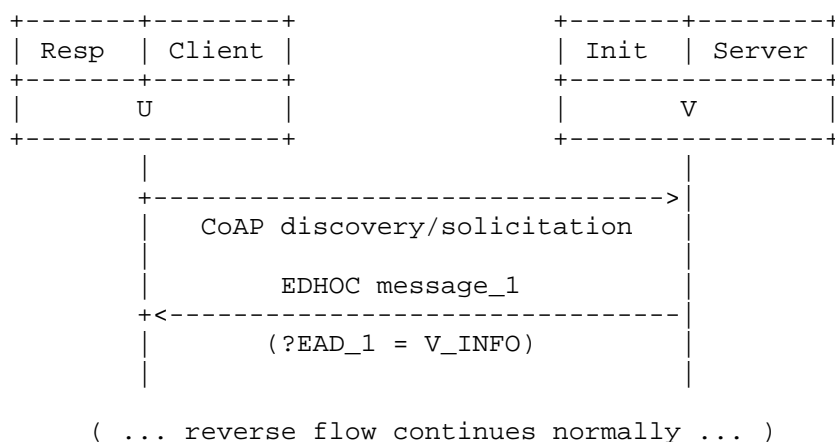 Resp Client Init Server
U V
CoAP discovery/solicitation
EDHOC message_1
(?EAD_1 = V_INFO)
( ... reverse flow continues normally ... )